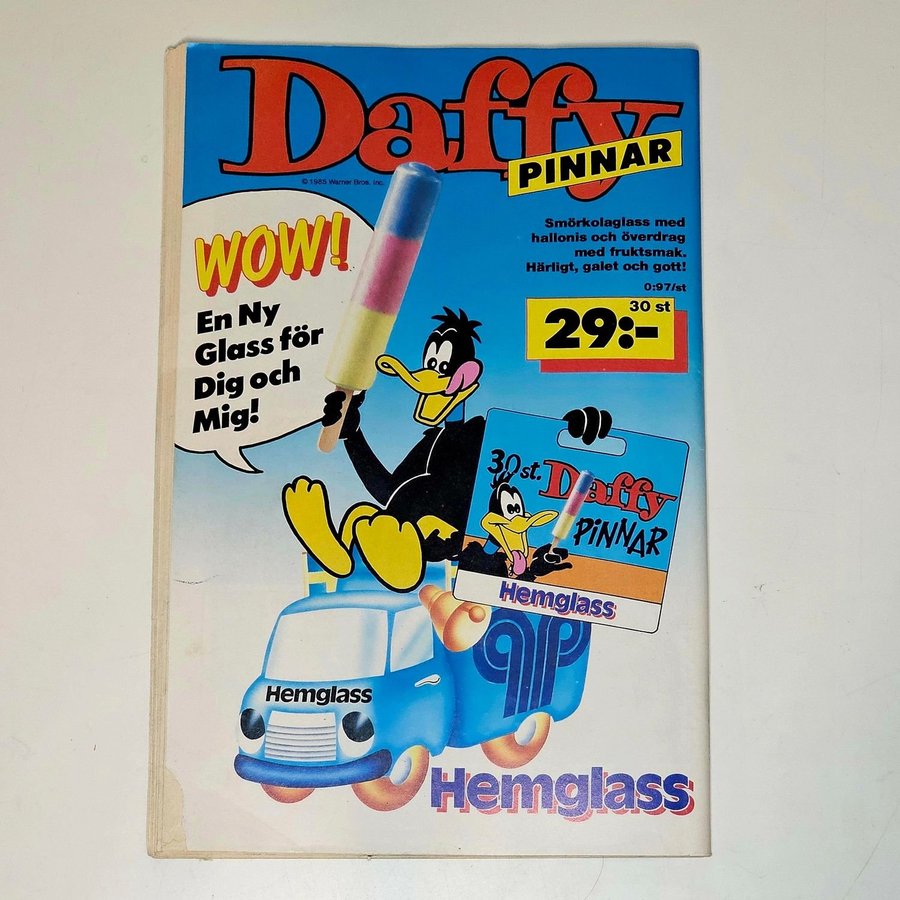 Daffy
PINNAR
© 1985 Warner Bros. Inc.
WOW!
En Ny
Glass för
Dig och
Mig!
Smörkolaglass med
hallonis och överdrag
med fruktsmak.
Härligt, galet och gott!
0:97/st
30 st
29:-
30 st.
Daffy
PiNNAR
Hemglass
Hemglass
Hemglass